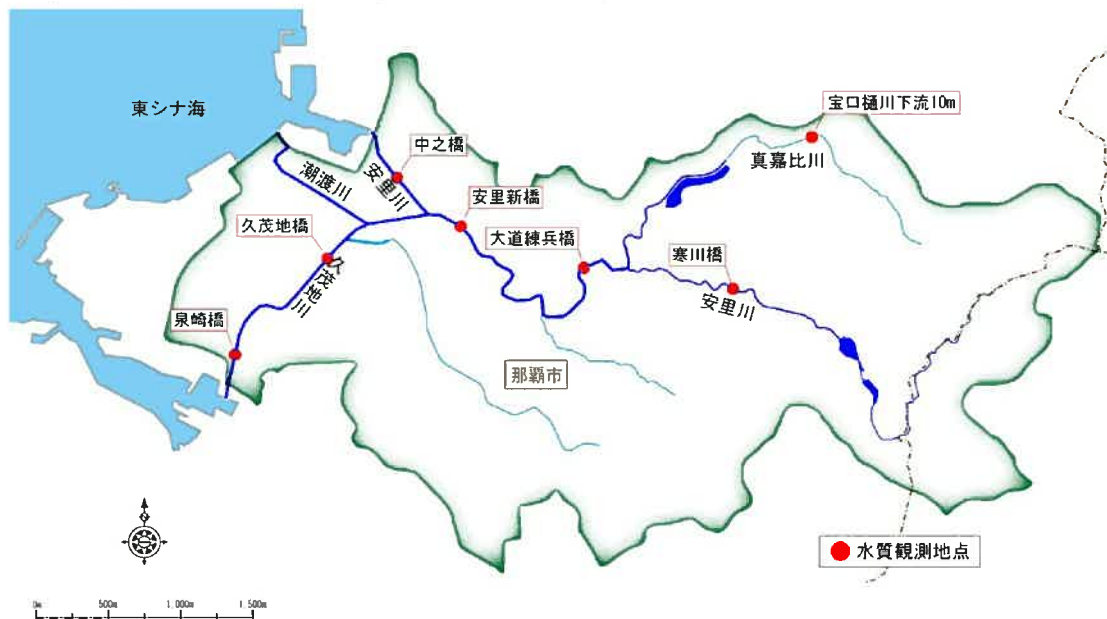 東シナ海
宝口樋川下流10m
中之橋
真嘉比川
潮渡川
安里川
安里新橋
久茂地橋
大道練兵橋
寒川橋
久茂地川
安里川
泉崎橋
那覇市
N
水質観測地点
0m 500m 1,000m 1,500m